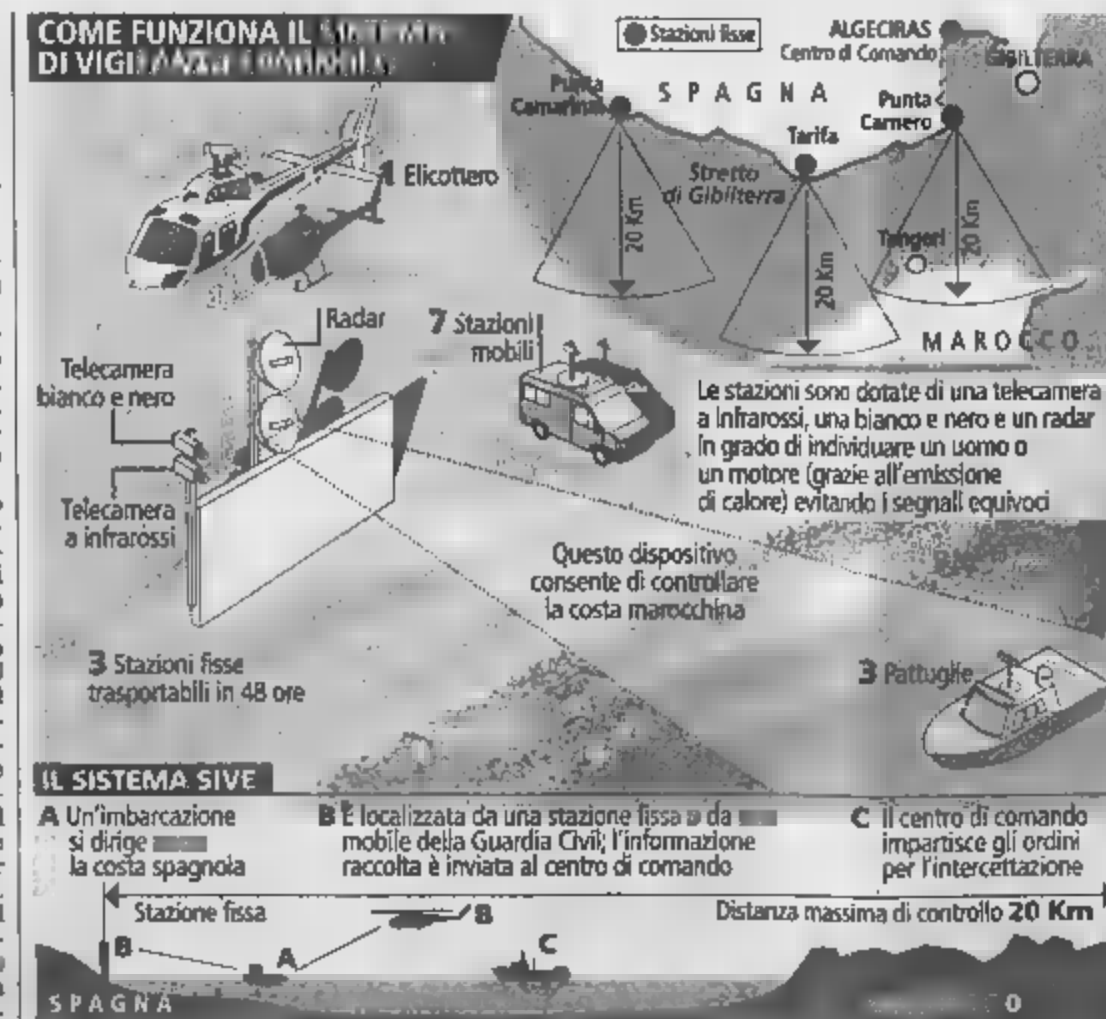 COME FUNZIONA IL
DI VIGI
Stazioni fisse
ALGECIRAS
Centro di Comando
GIBILTERRA
Punta
Camarinal
SPAGNA
Punta
Carnero
Tarifa
Stretto
di Gibilterra
20 Km
20 Km
20 Km
Tangeri
MAROCCO
1 Elicottero
Radar
7 Stazioni
mobili
Telecamera
bianco e nero
Telecamera
a infrarossi
Le stazioni sono dotate di una telecamera
a infrarossi, una bianco e nero e un radar
in grado di individuare un uomo o
un motore (grazie all'emissione
di calore) evitando i segnali equivoci
Questo dispositivo
consente di controllare
la costa marocchina
3 Stazioni fisse
trasportabili in 48 ore
3 Pattuglie
IL SISTEMA SIVE
A Un'imbarcazione
si dirige
la costa spagnola
B È localizzata da una stazione fissa o da
mobile della Guardia Civil; l'informazione
raccolta è inviata al centro di comando
C Il centro di comando
impartisce gli ordini
per l'intercettazione
Stazione fissa
Distanza massima di controllo 20 Km
B
A
B
C
SPAGNA
O